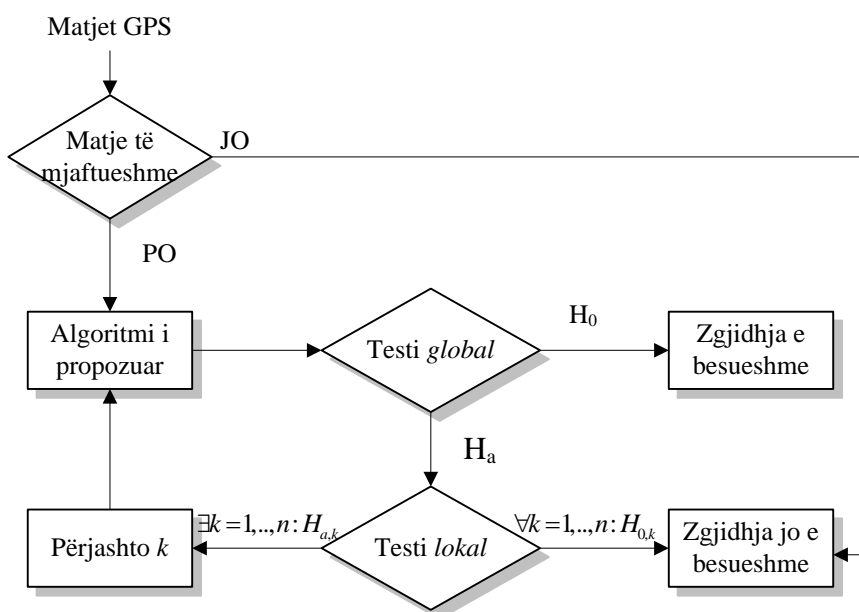 Matjet GPS
Matje të
mjaftueshme
JO
PO
Algoritmi i
propozuar
Testi global
H₀
Zgjidhja e
besueshme
Hₐ
Përjashto k
∃k = 1,..,n: Hₐ,ₖ
Testi lokal
∀k = 1,..,n: H₀,ₖ
Zgjidhja jo e
besueshme